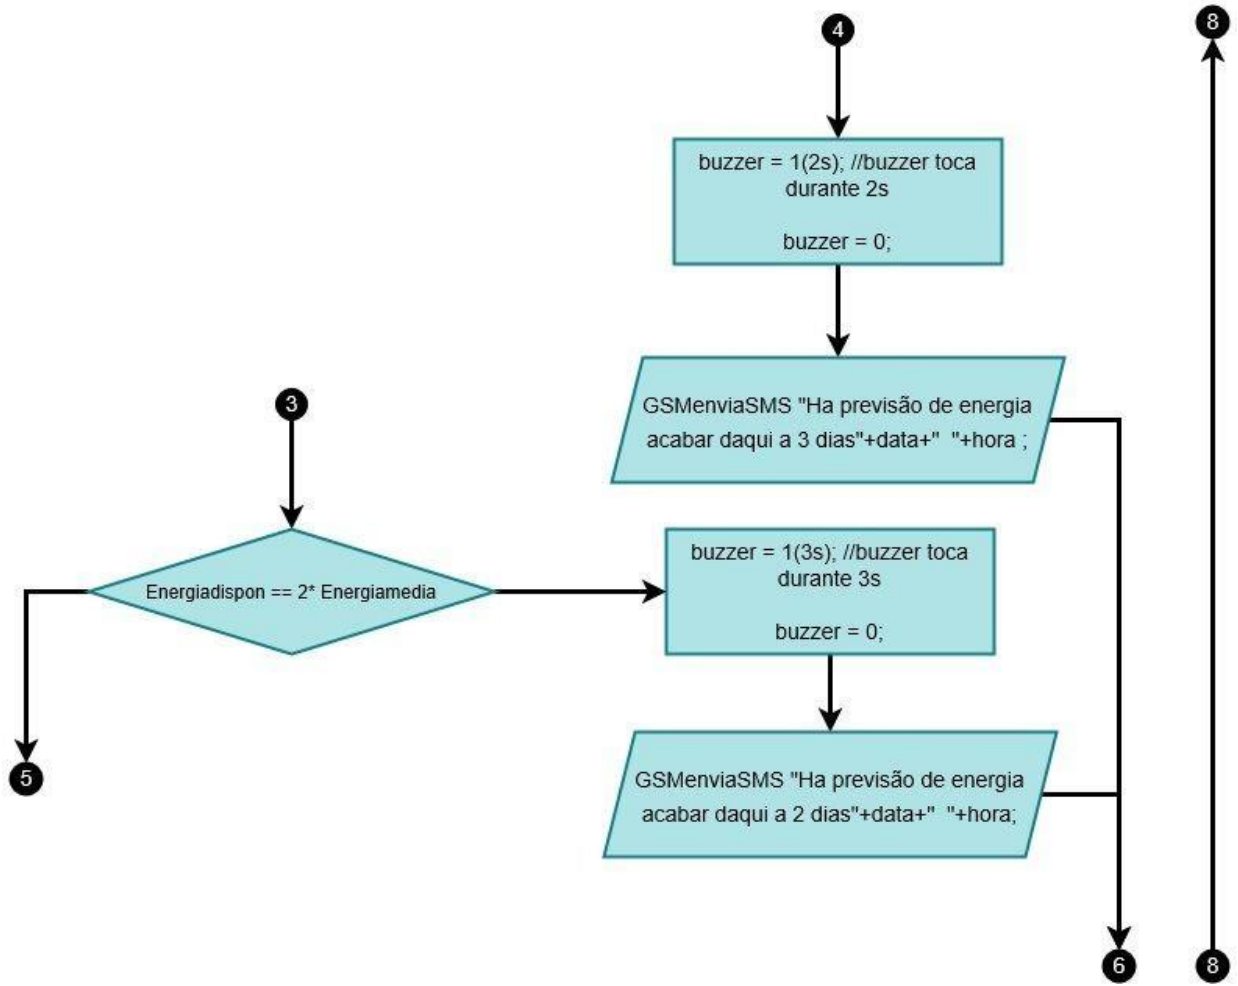 4
8
buzzer = 1(2s); //buzzer toca
durante 2s
buzzer = 0;
GSMenviaSMS "Ha previsão de energia
acabar daqui a 3 dias"+data+"  "+hora ;
3
Energiadispon == 2* Energiamedia
buzzer = 1(3s); //buzzer toca
durante 3s
buzzer = 0;
5
GSMenviaSMS "Ha previsão de energia
acabar daqui a 2 dias"+data+"  "+hora;
6
8